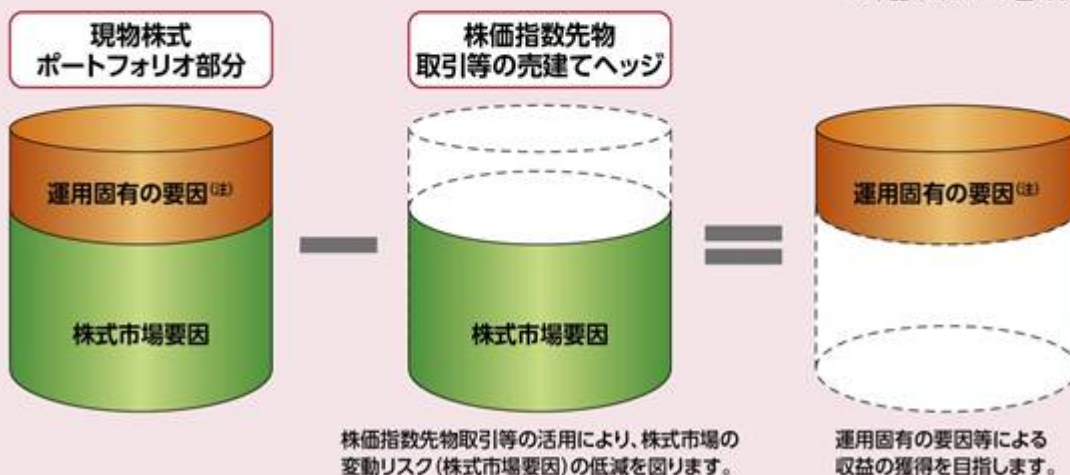 現物株式
ポートフォリオ部分
株価指数先物
取引等の売建てヘッジ
運用固有の要因(注)
株式市場要因
株式市場要因
運用固有の要因(注)
株価指数先物取引等の活用により、株式市場の
変動リスク(株式市場要因)の低減を図ります。
運用固有の要因等による
収益の獲得を目指します。